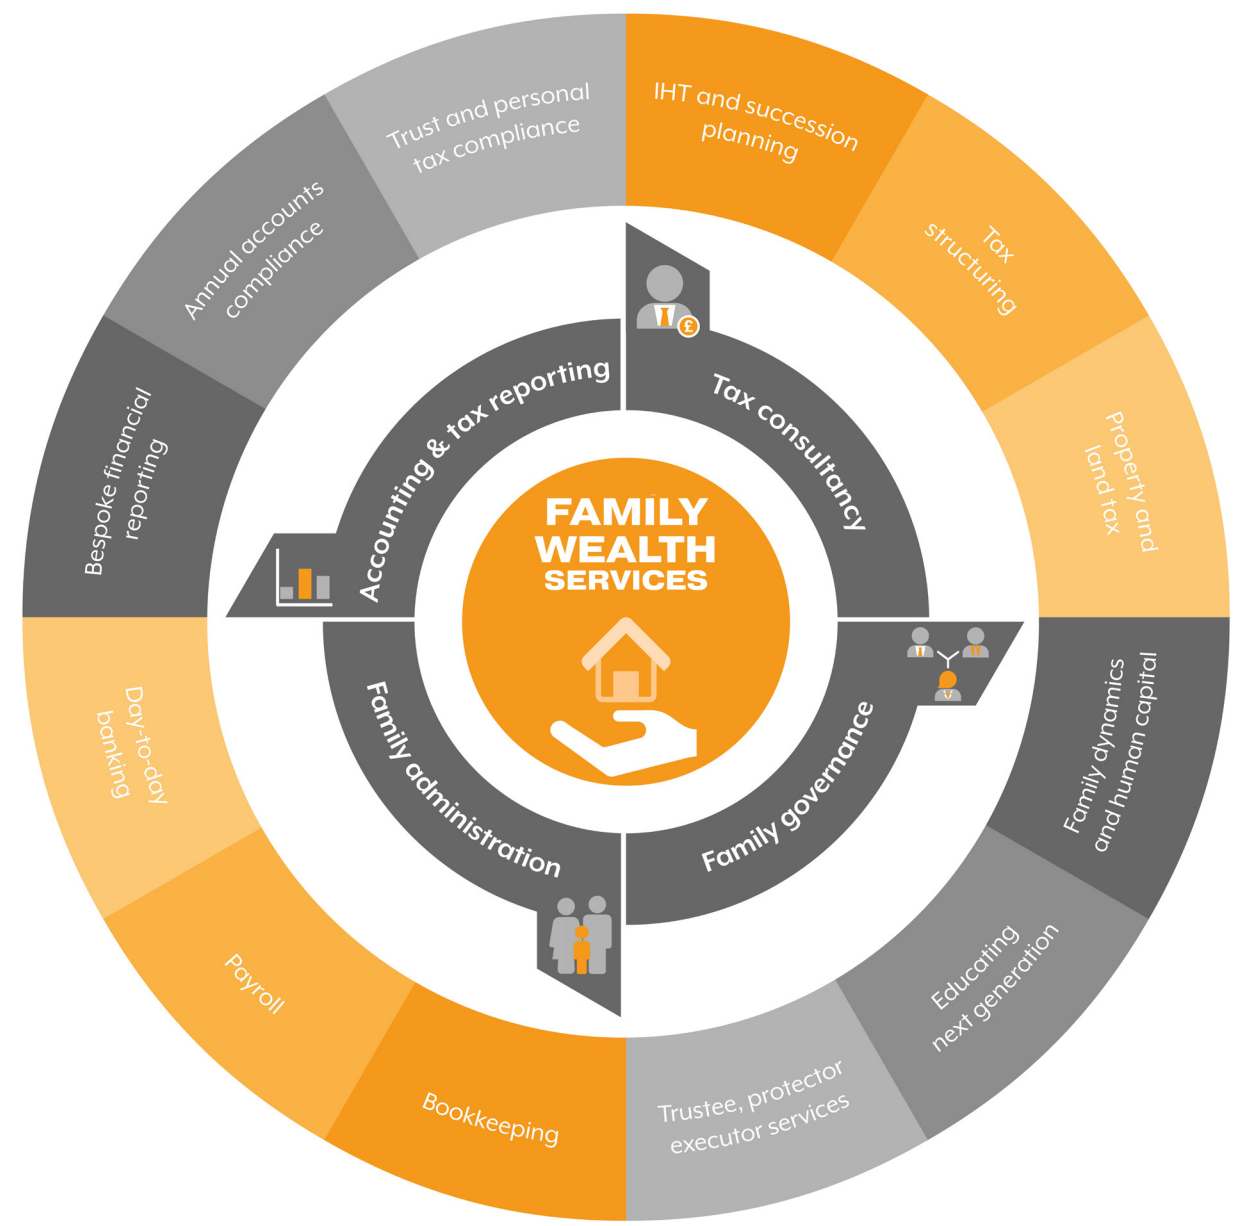 FAMILY
WEALTH
SERVICES
Tax consultancy
£
IHT and succession
planning
Tax
structuring
Property and
land tax
Family governance
Family dynamics
and human capital
Educating
next generation
Trustee, protector
executor services
Family administration
Bookkeeping
Payroll
Day-to-day
banking
Accounting & tax reporting
Bespoke financial
reporting
Annual accounts
compliance
Trust and personal
tax compliance